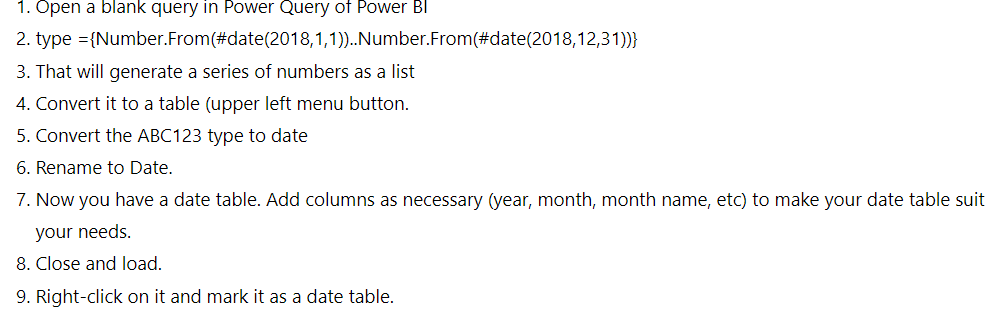 1. Open a blank query in Power Query of Power BI
2. type ={Number.From(#date(2018,1,1))..Number.From(#date(2018,12,31))}
3. That will generate a series of numbers as a list
4. Convert it to a table (upper left menu button.
5. Convert the ABC123 type to date
6. Rename to Date.
7. Now you have a date table. Add columns as necessary (year, month, month name, etc) to make your date table suit
your needs.
8. Close and load.
9. Right-click on it and mark it as a date table.